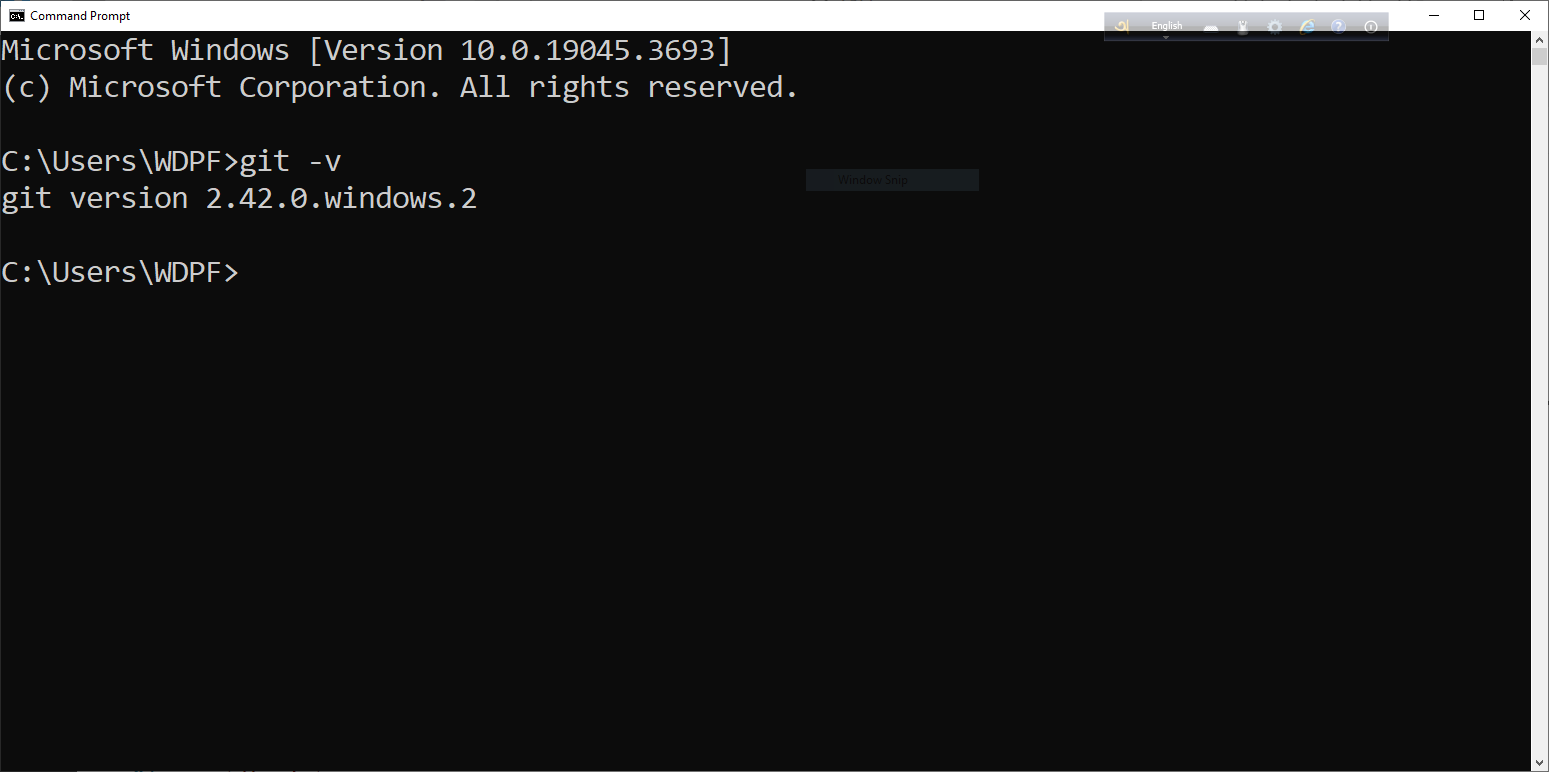 Command Prompt
English
Microsoft Windows [Version 10.0.19045.3693]
(c) Microsoft Corporation. All rights reserved.
C:\Users\WDPF>git -v
Window Snip
git version 2.42.0.windows.2
C:\Users\WDPF>